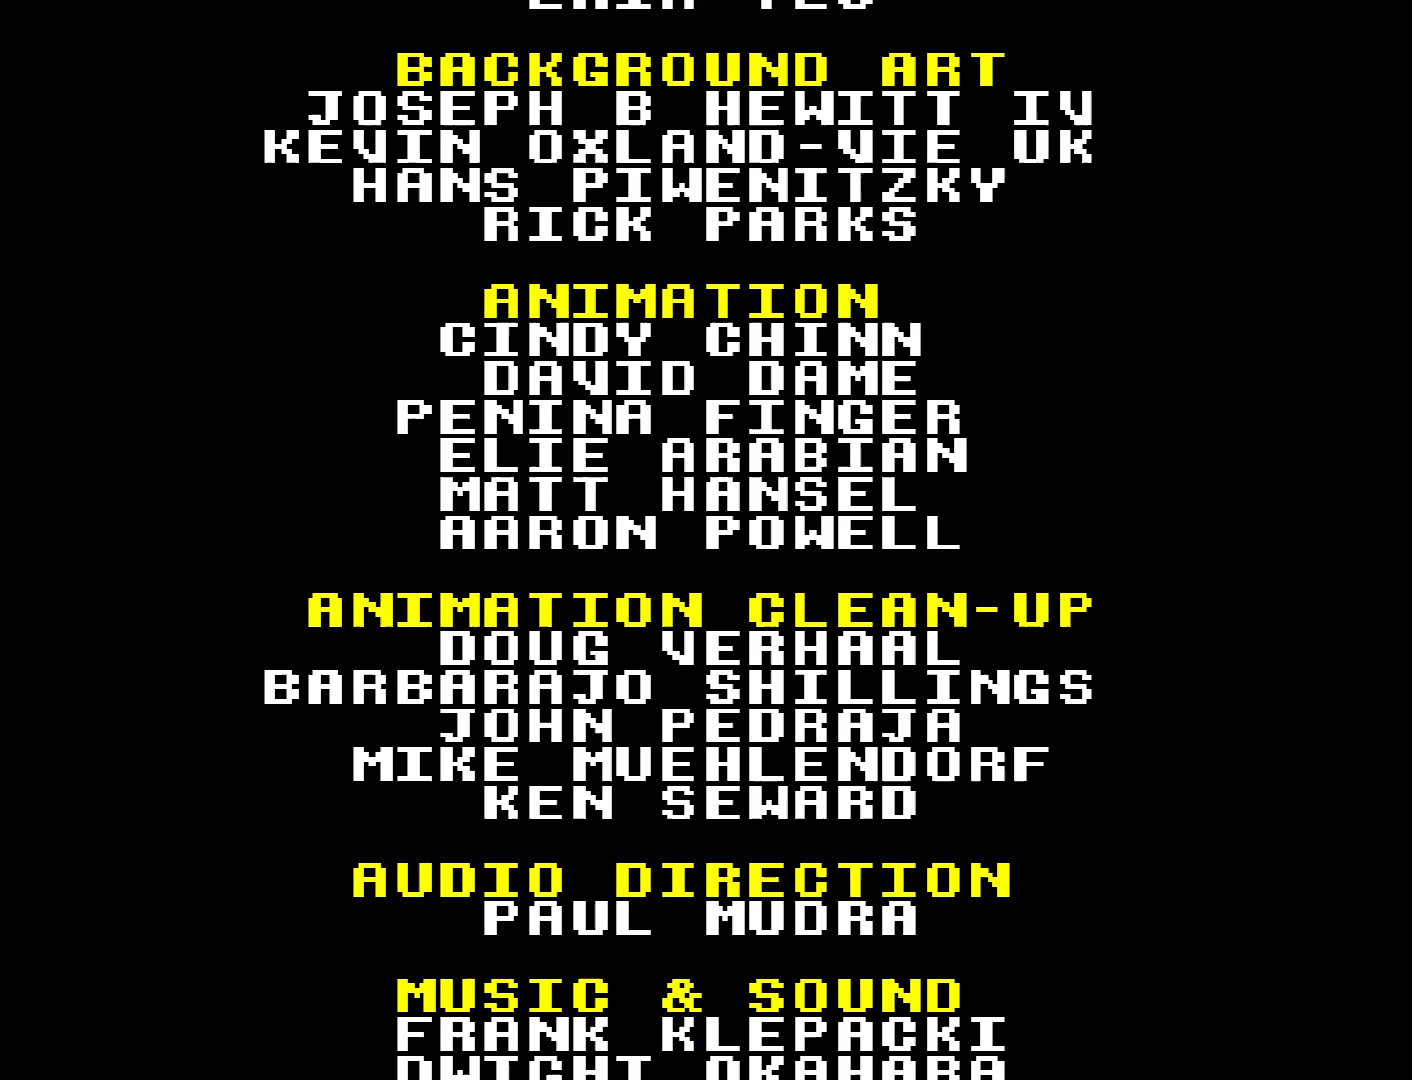 BACKGROUND ART
JOSEPH B HEWITT IV
KEVIN OXLAND-VIE UK
HANS PIWENITZKY
RICK PARKS
ANIMATION
CINDY CHINN
DAVID DAME
PENINA FINGER
ELIE ARABIAN
MATT HANSEL
AARON POWELL
ANIMATION CLEAN-UP
DOUG VERHAAL
BARBARAJO SHILLINGS
JOHN PEDRAJA
MIKE MUEHLENDORF
KEN SEWARD
AUDIO DIRECTION
PAUL MUDRA
MUSIC & SOUND
FRANK KLEPACKI
DWIGHT OKAHARA